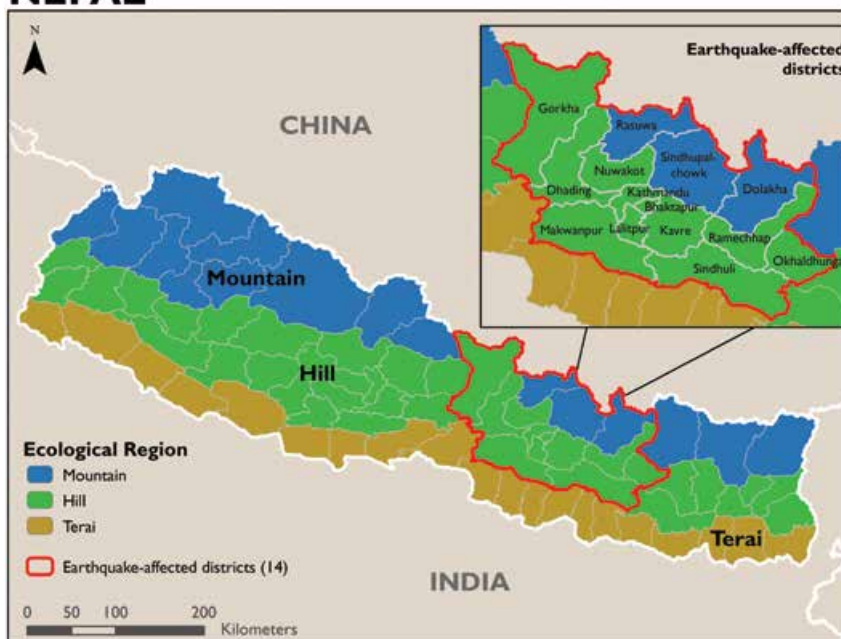 NEPAL
N
Earthquake-affected
districts
CHINA
Gorkha
Rasuwa
Sindhupal-
chowk
Nuwakot
Dolakha
Dhading
Kathmandu
Bhaktapur
Makwanpur
Lalitpur
Kavre
Ramechhap
Okhaldhunga
Sindhuli
Mountain
Hill
Terai
INDIA
Ecological Region
Mountain
Hill
Terai
Earthquake-affected districts (14)
0 50 100 200
Kilometers